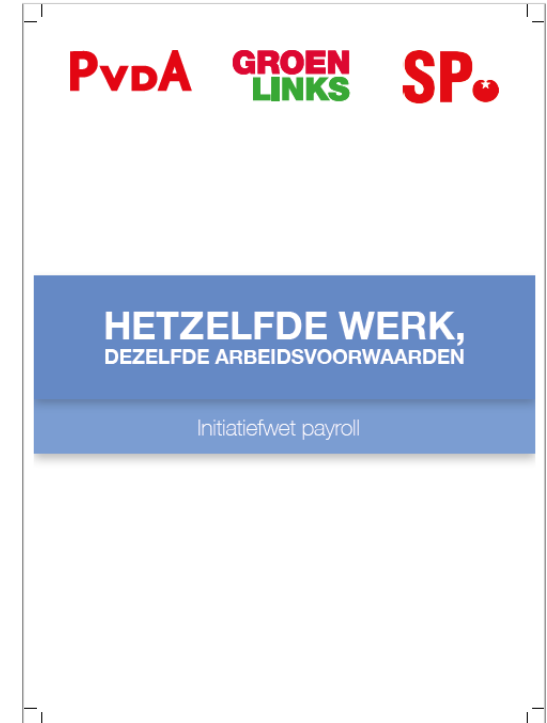 PVDA
GROEN
LINKS
SP.
HETZELFDE WERK,
DEZELFDE ARBEIDSVOORWAARDEN
Initiatiefwet payroll